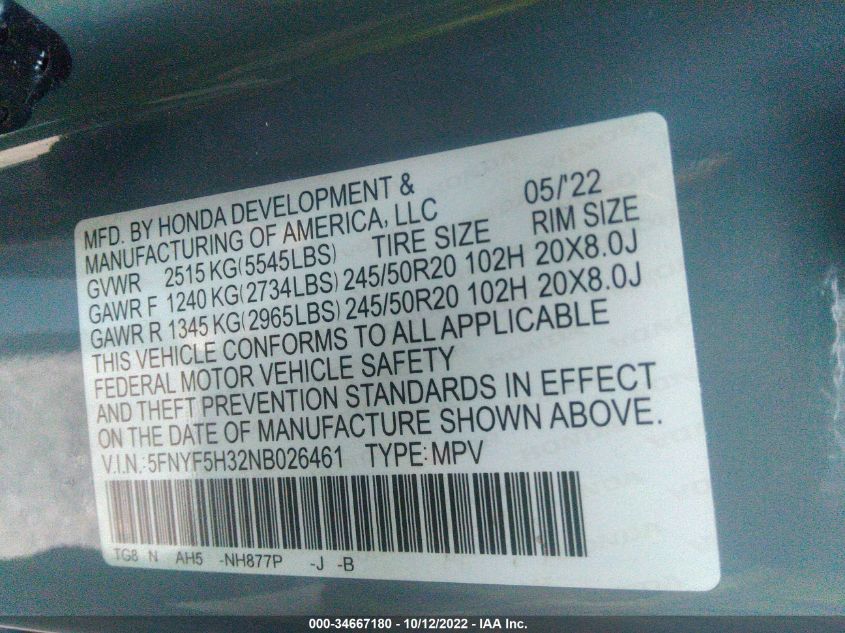 MFD. BY HONDA DEVELOPMENT & 05/'22
MANUFACTURING OF AMERICA, LLC
GVWR 2515 KG(5545LBS) TIRE SIZE RIM SIZE
GAWR F 1240 KG(2734LBS) 245/50R20 102H 20X8.0J
GAWR R 1345 KG(2965LBS) 245/50R20 102H 20X8.0J
THIS VEHICLE CONFORMS TO ALL APPLICABLE
FEDERAL MOTOR VEHICLE SAFETY
AND THEFT PREVENTION STANDARDS IN EFFECT
ON THE DATE OF MANUFACTURE SHOWN ABOVE.
V.I.N.:5FNYF5H32NB026461 TYPE:MPV
TG8 N AH5 -NH877P -J -B
000-34667180 - 10/12/2022 - IAA Inc.